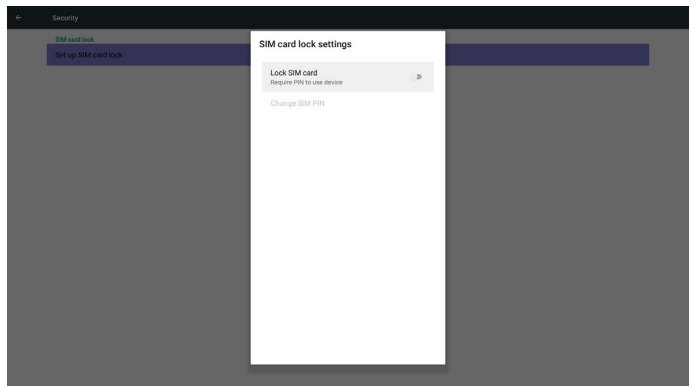 Security
SIM card lock
Set up SIM card lock
SIM card lock settings
Lock SIM card
Require PIN to use device
Change SIM PIN